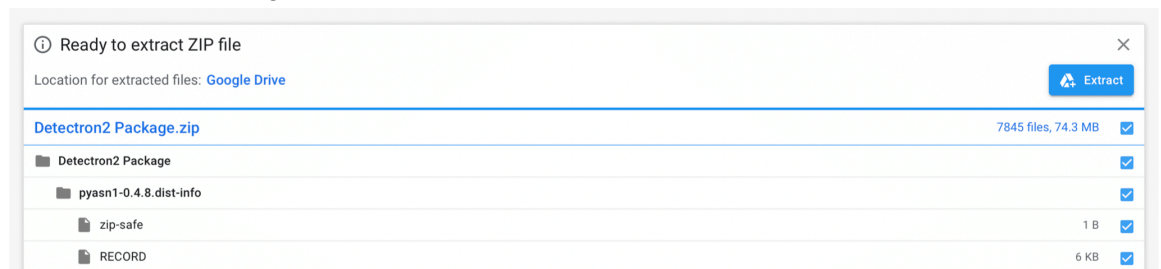 Ready to extract ZIP file
Location for extracted files: Google Drive
Extract
Detectron2 Package.zip 7845 files, 74.3 MB
Detectron2 Package
pyasn1-0.4.8.dist-info
zip-safe 1 B
RECORD 6 KB